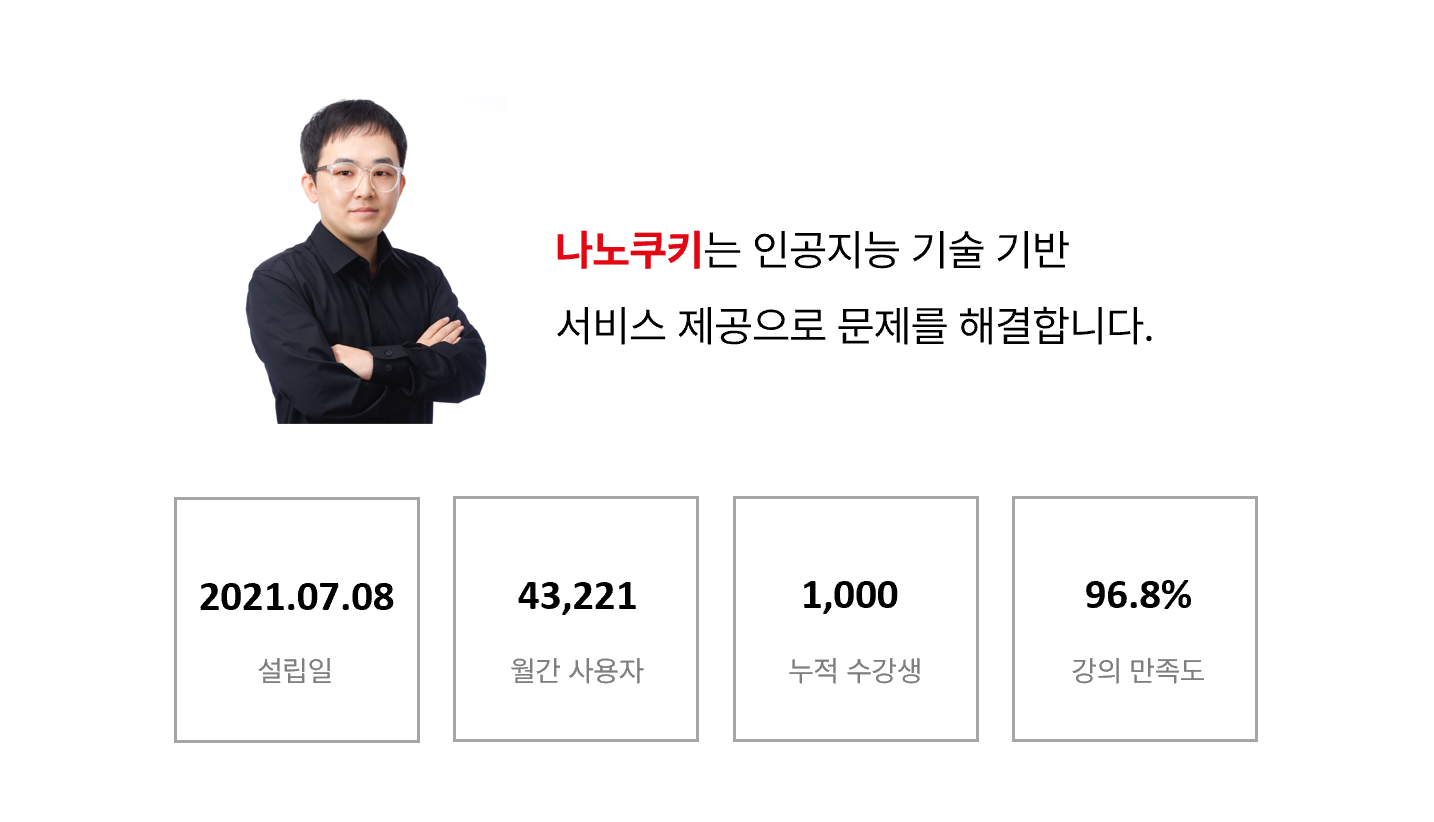 나노쿠키는 인공지능 기술 기반
서비스 제공으로 문제를 해결합니다.
2021.07.08
설립일
43,221
월간 사용자
1,000
누적 수강생
96.8%
강의 만족도